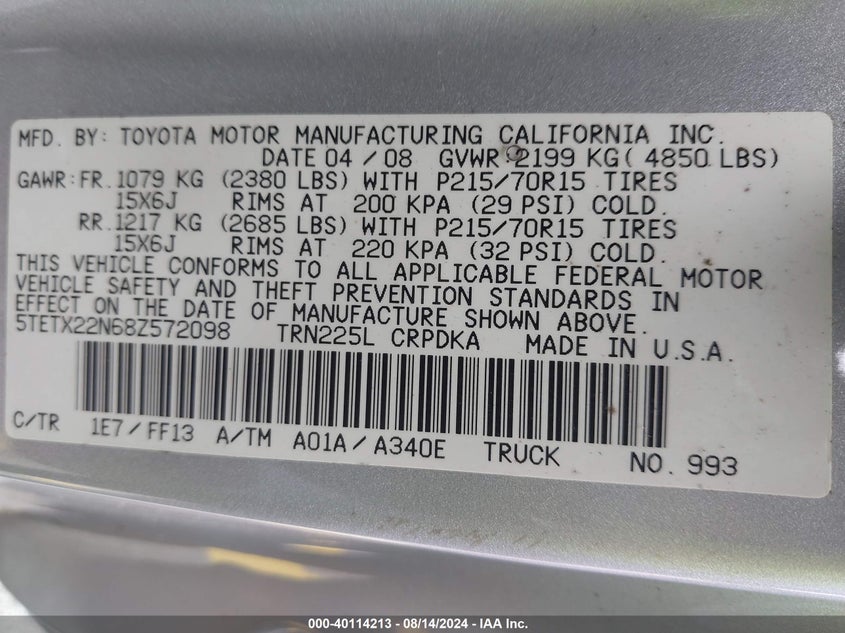 MFD. BY: TOYOTA MOTOR MANUFACTURING CALIFORNIA INC.
DATE 04 / 08 GVWR: 2199 KG( 4850 LBS)
GAWR: FR. 1079 KG (2380 LBS) WITH P215/70R15 TIRES
15X6J RIMS AT 200 KPA (29 PSI) COLD.
RR. 1217 KG (2685 LBS) WITH P215/70R15 TIRES
15X6J RIMS AT 220 KPA (32 PSI) COLD.
THIS VEHICLE CONFORMS TO ALL APPLICABLE FEDERAL MOTOR
VEHICLE SAFETY AND THEFT PREVENTION STANDARDS IN
EFFECT ON THE DATE OF MANUFACTURE SHOWN ABOVE.
5TETX22N68Z572098 TRN225L CRPDKA MADE IN U.S.A.
C/TR 1E7 / FF13 A/TM A01A / A340E TRUCK NO. 993
000-40114213 - 08/14/2024 - IAA Inc.